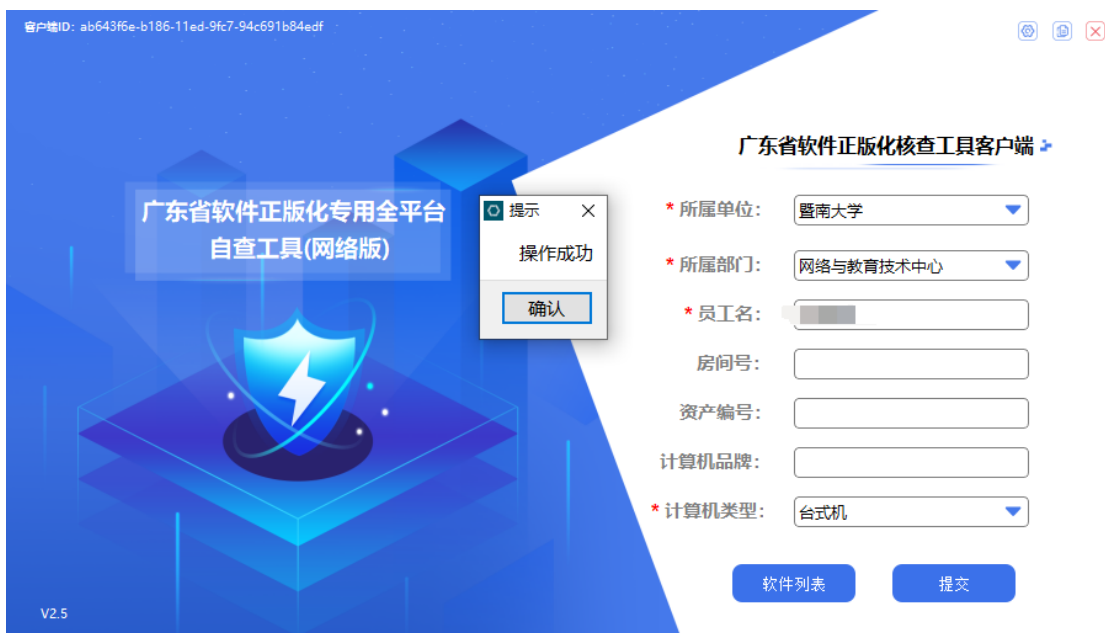 客户端ID: ab643f6e-b186-11ed-9fc7-94c691b84edf
广东省软件正版化专用全平台
自查工具(网络版)
V2.5
提示
操作成功
确认
广东省软件正版化核查工具客户端
* 所属单位: 暨南大学
* 所属部门: 网络与教育技术中心
* 员工名:
房间号:
资产编号:
计算机品牌:
* 计算机类型: 台式机
软件列表 提交